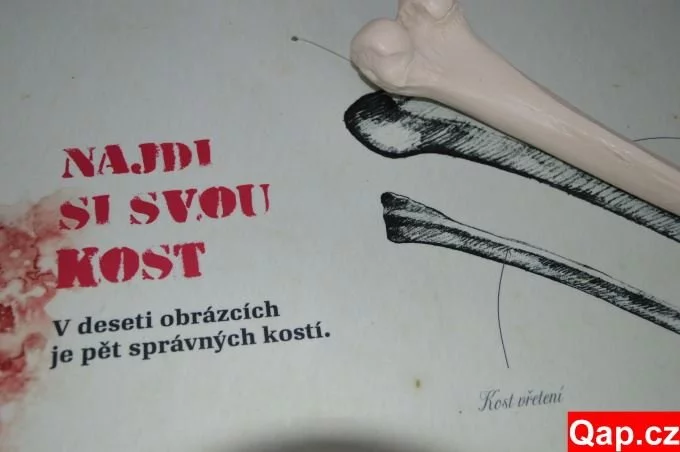 NAJDI
SI SVOU
KOST
V deseti obrázcích
je pět správných kostí.
Kost vřetení
Qap.cz